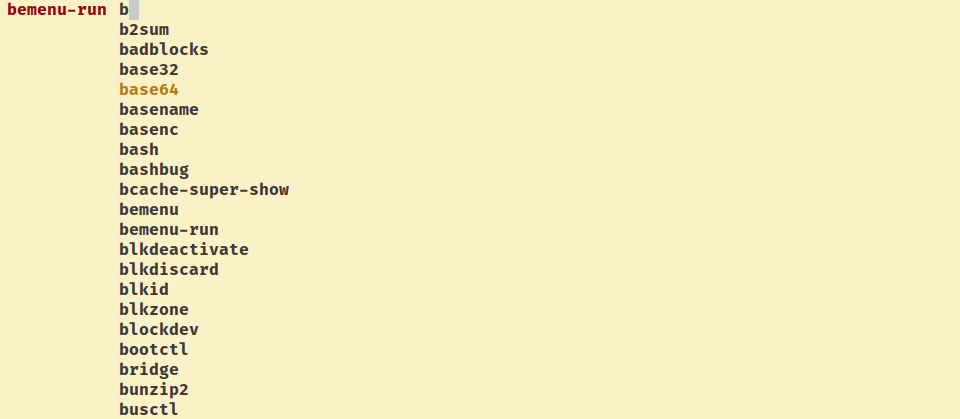 bemenu-run b
b2sum
badblocks
base32
base64
basename
basenc
bash
bashbug
bcache-super-show
bemenu
bemenu-run
blkdeactivate
blkdiscard
blkid
blkzone
blockdev
bootctl
bridge
bunzip2
busctl